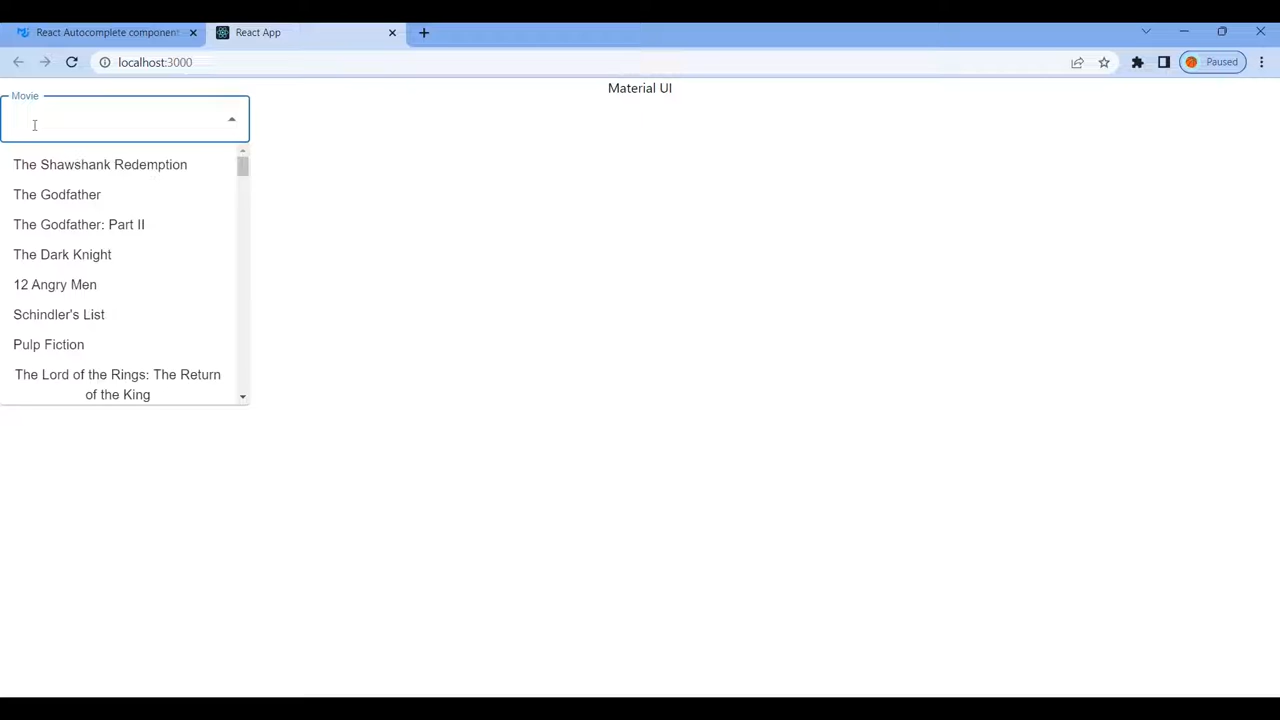 React Autocomplete component
React App
localhost:3000
Paused
Material UI
Movie
The Shawshank Redemption
The Godfather
The Godfather: Part II
The Dark Knight
12 Angry Men
Schindler's List
Pulp Fiction
The Lord of the Rings: The Return
of the King